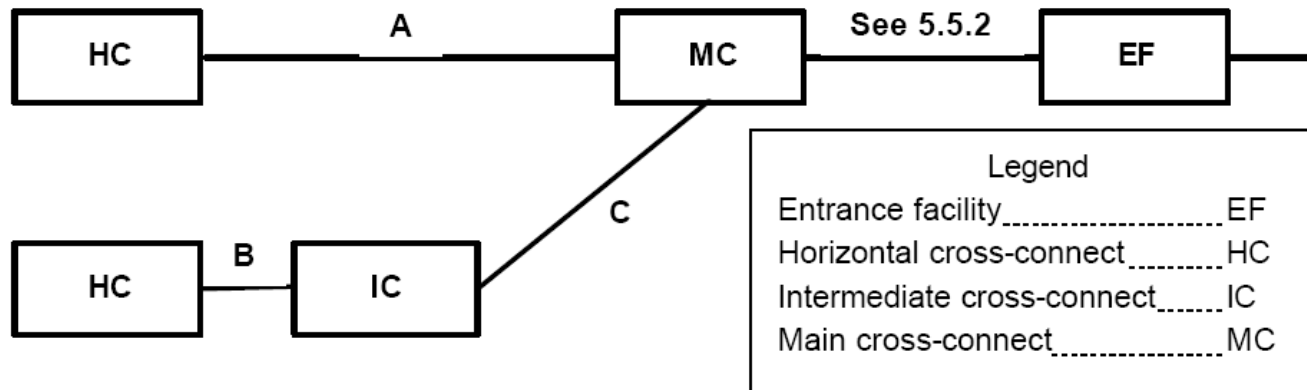 A
See 5.5.2
HC
MC
EF
C
B
HC
IC
Legend
Entrance facility EF
Horizontal cross-connect HC
Intermediate cross-connect IC
Main cross-connect MC